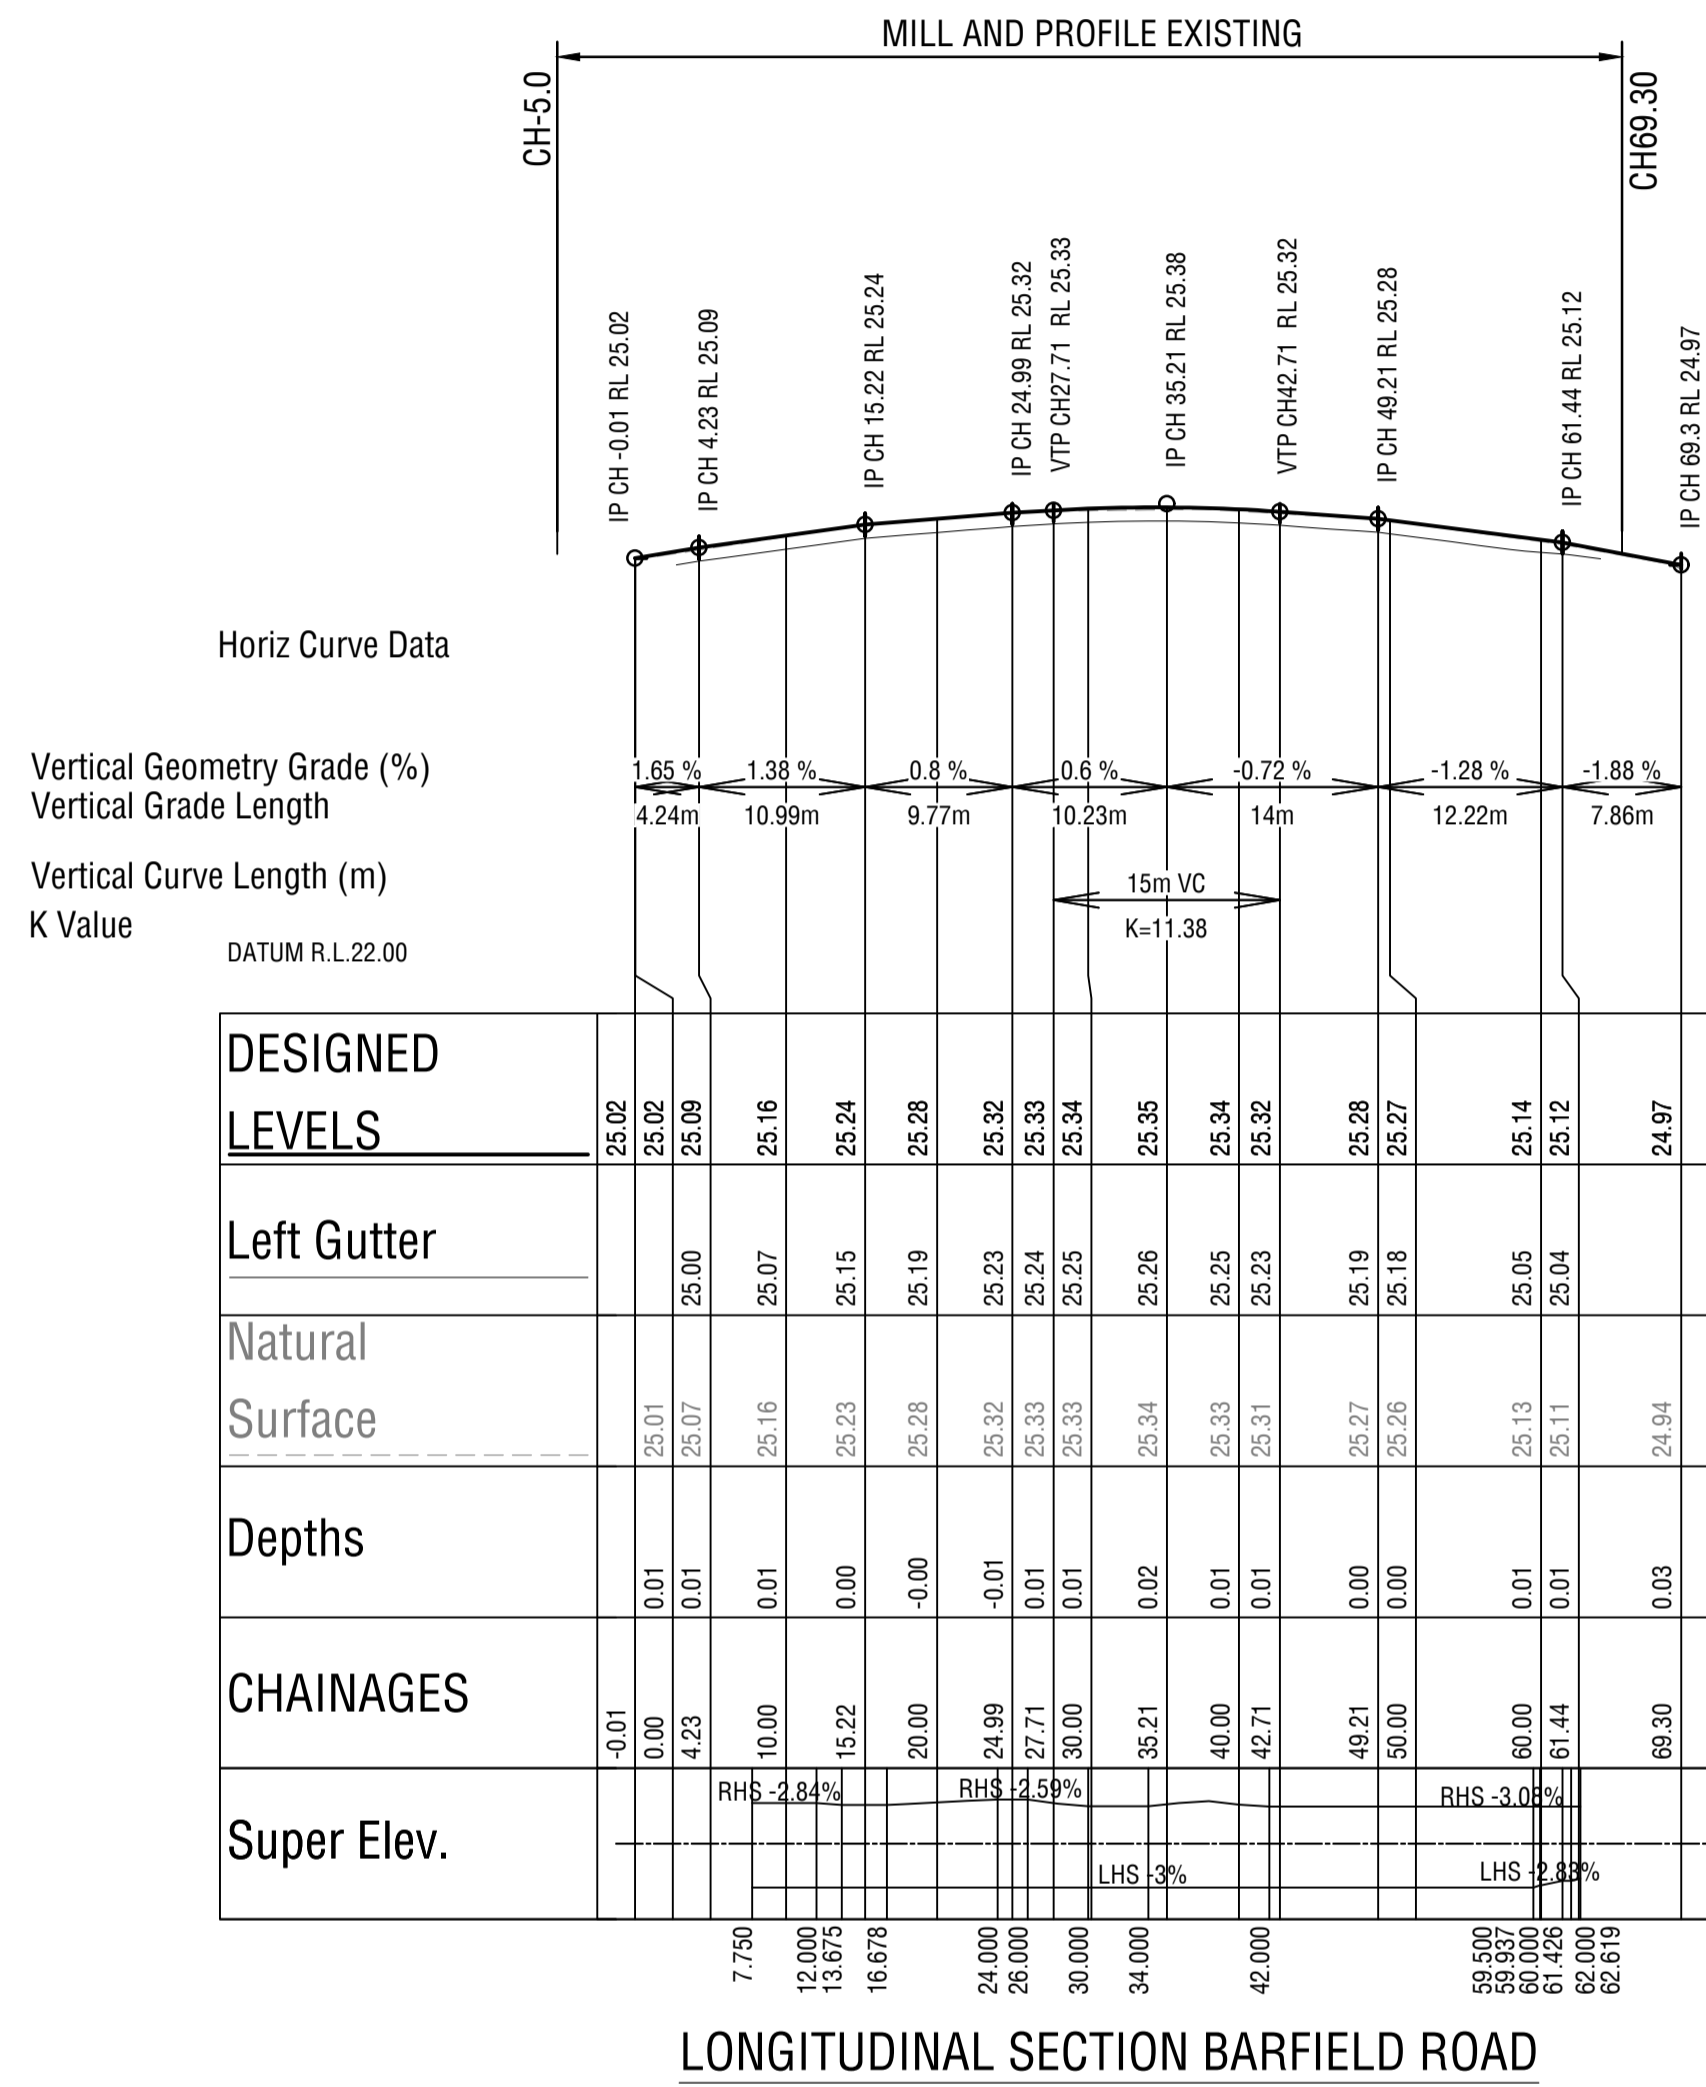 MILL AND PROFILE EXISTING
CH-5.0
CH69.30
IP CH -0.01 RL 25.02
IP CH 4.23 RL 25.09
IP CH 15.22 RL 25.24
IP CH 24.99 RL 25.32
VTP CH27.71 RL 25.33
IP CH 35.21 RL 25.38
VTP CH42.71 RL 25.32
IP CH 49.21 RL 25.28
IP CH 61.44 RL 25.12
IP CH 69.3 RL 24.97
Horiz Curve Data
Vertical Geometry Grade (%) 1.65 % 1.38 % 0.8 % 0.6 % -0.72 % -1.28 % -1.88 %
Vertical Grade Length 4.24m 10.99m 9.77m 10.23m 14m 12.22m 7.86m
Vertical Curve Length (m) 15m VC
K Value K=11.38
DATUM R.L.22.00
DESIGNED
LEVELS 25.02 25.02 25.09 25.16 25.24 25.28 25.32 25.33 25.34 25.35 25.34 25.32 25.28 25.27 25.14 25.12 24.97
Left Gutter 25.00 25.07 25.15 25.19 25.23 25.24 25.25 25.26 25.25 25.23 25.19 25.18 25.05 25.04
Natural
Surface 25.01 25.07 25.16 25.23 25.28 25.32 25.33 25.33 25.34 25.33 25.31 25.27 25.26 25.13 25.11 24.94
Depths 0.01 0.01 0.01 0.00 -0.00 -0.01 0.01 0.01 0.02 0.01 0.01 0.00 0.00 0.01 0.01 0.03
CHAINAGES -0.01 0.00 4.23 10.00 15.22 20.00 24.99 27.71 30.00 35.21 40.00 42.71 49.21 50.00 60.00 61.44 69.30
RHS -2.84% RHS -2.59% RHS -3.08%
Super Elev.
LHS -3% LHS -2.83%
7.750 12.000 13.675 16.678 24.000 26.000 30.000 34.000 42.000 59.500 59.937 60.000 61.426 62.000 62.619
LONGITUDINAL SECTION BARFIELD ROAD